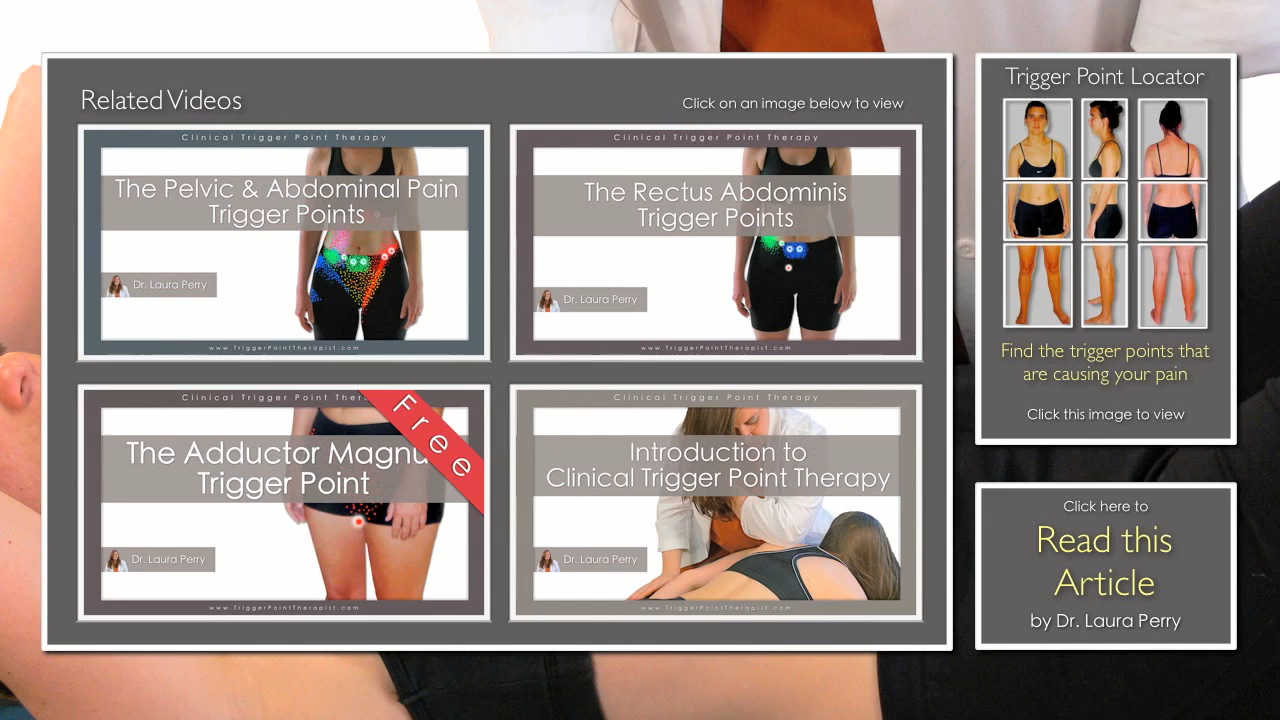 Related Videos
Click on an image below to view
Clinical Trigger Point Therapy
The Pelvic & Abdominal Pain
Trigger Points
Dr. Laura Perry
www.TriggerPointTherapist.com
Clinical Trigger Point Therapy
The Rectus Abdominis
Trigger Points
Dr. Laura Perry
www.TriggerPointTherapist.com
Clinical Trigger Point Thera
Free
The Adductor Magnu
Trigger Point
Dr. Laura Perry
www.TriggerPointTherapist.com
Clinical Trigger Point Therapy
Introduction to
Clinical Trigger Point Therapy
Dr. Laura Perry
www.TriggerPointTherapist.com
Trigger Point Locator
Find the trigger points that
are causing your pain
Click this image to view
Click here to
Read this
Article
by Dr. Laura Perry